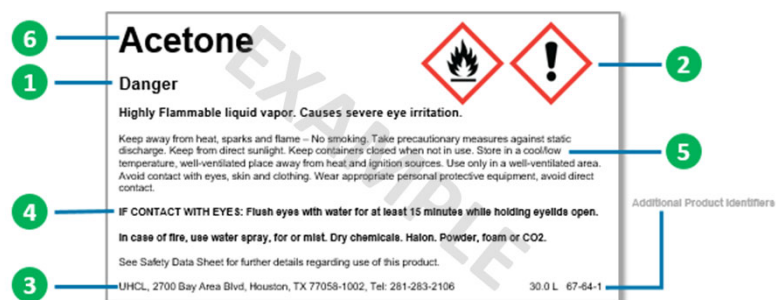 6 Acetone
1 Danger
2
Highly Flammable liquid vapor. Causes severe eye irritation.
Keep away from heat, sparks and flame – No smoking. Take precautionary measures against static
discharge. Keep from direct sunlight. Keep containers closed when not in use. Store in a cool/low
temperature, well-ventilated place away from heat and ignition sources. Use only in a well-ventilated area.
Avoid contact with eyes, skin and clothing. Wear appropriate personal protective equipment, avoid direct
contact.
5
4 IF CONTACT WITH EYES: Flush eyes with water for at least 15 minutes while holding eyelids open.
Additional Product Identifiers
In case of fire, use water spray, for or mist. Dry chemicals. Halon. Powder, foam or CO2.
See Safety Data Sheet for further details regarding use of this product.
3 UHCL, 2700 Bay Area Blvd, Houston, TX 77058-1002, Tel: 281-283-2106 30.0 L 67-64-1
EXAMPLE